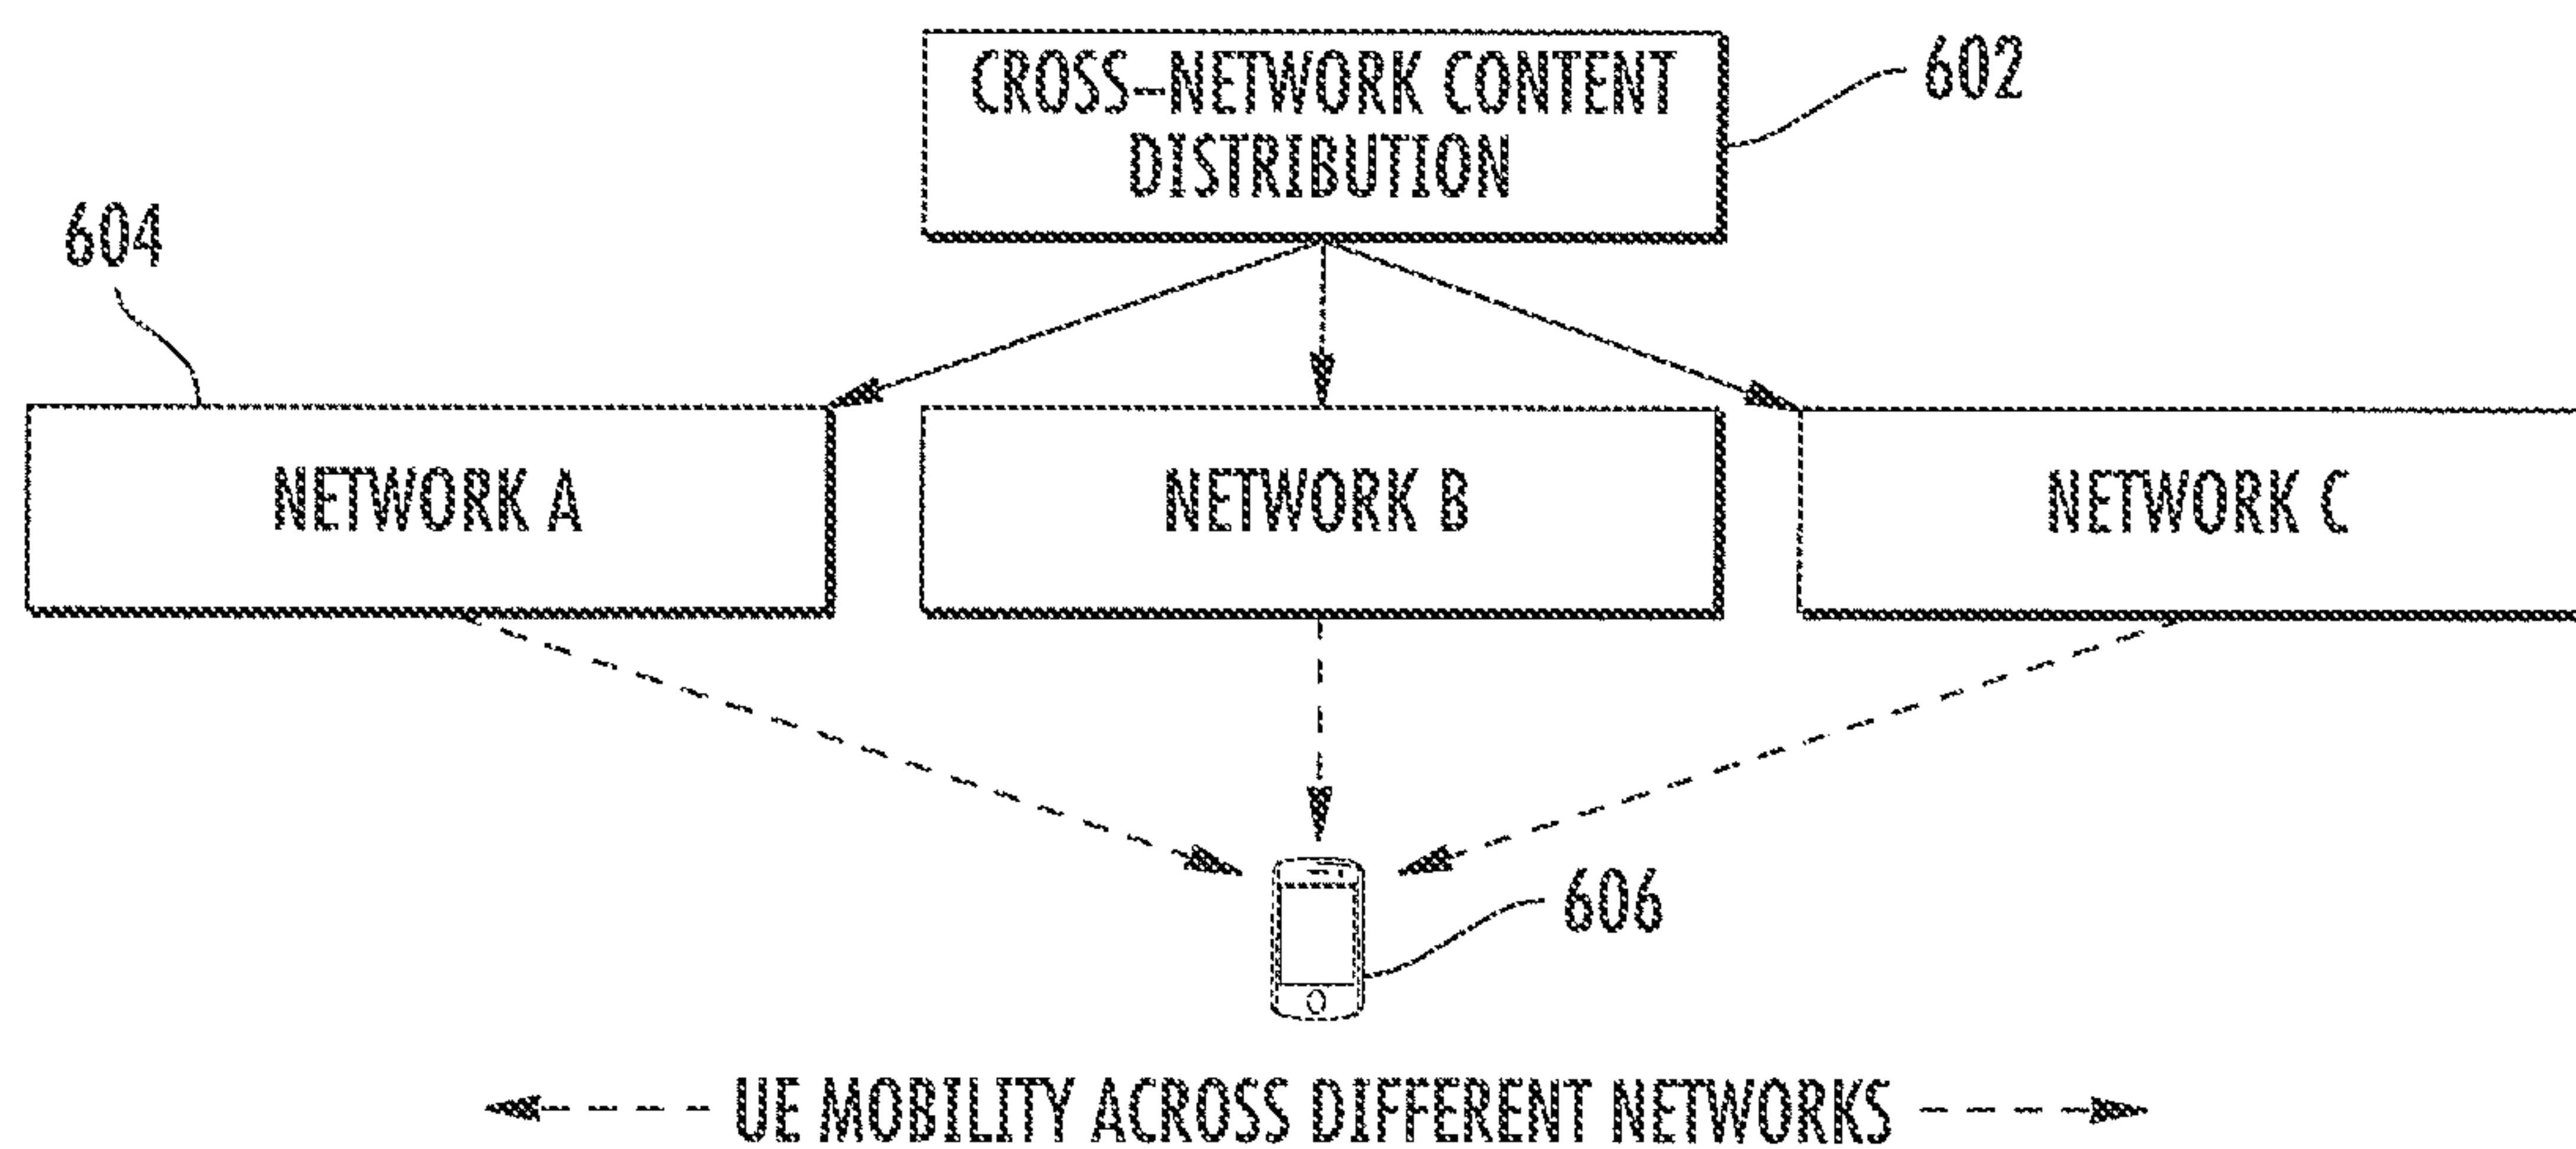 CROSS-NETWORK CONTENT
DISTRIBUTION
602
604
NETWORK A
NETWORK B
NETWORK C
606
UE MOBILITY ACROSS DIFFERENT NETWORKS